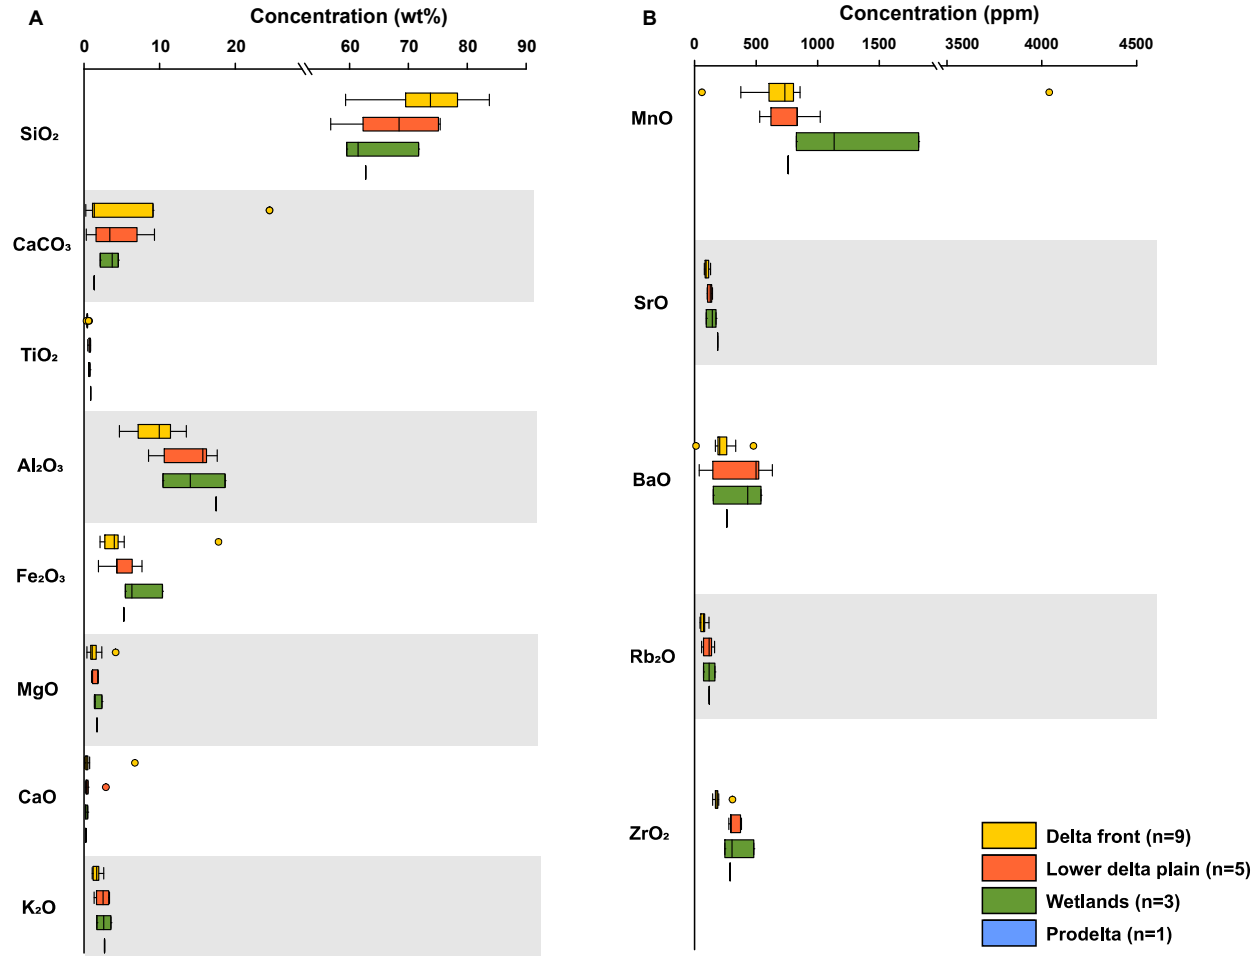 A
Concentration (wt%)
0 10 20 60 70 80 90
SiO₂
CaCO₃
TiO₂
Al₂O₃
Fe₂O₃
MgO
CaO
K₂O
B
Concentration (ppm)
0 500 1000 1500 3500 4000 4500
MnO
SrO
BaO
Rb₂O
ZrO₂
Delta front (n=9)
Lower delta plain (n=5)
Wetlands (n=3)
Prodelta (n=1)